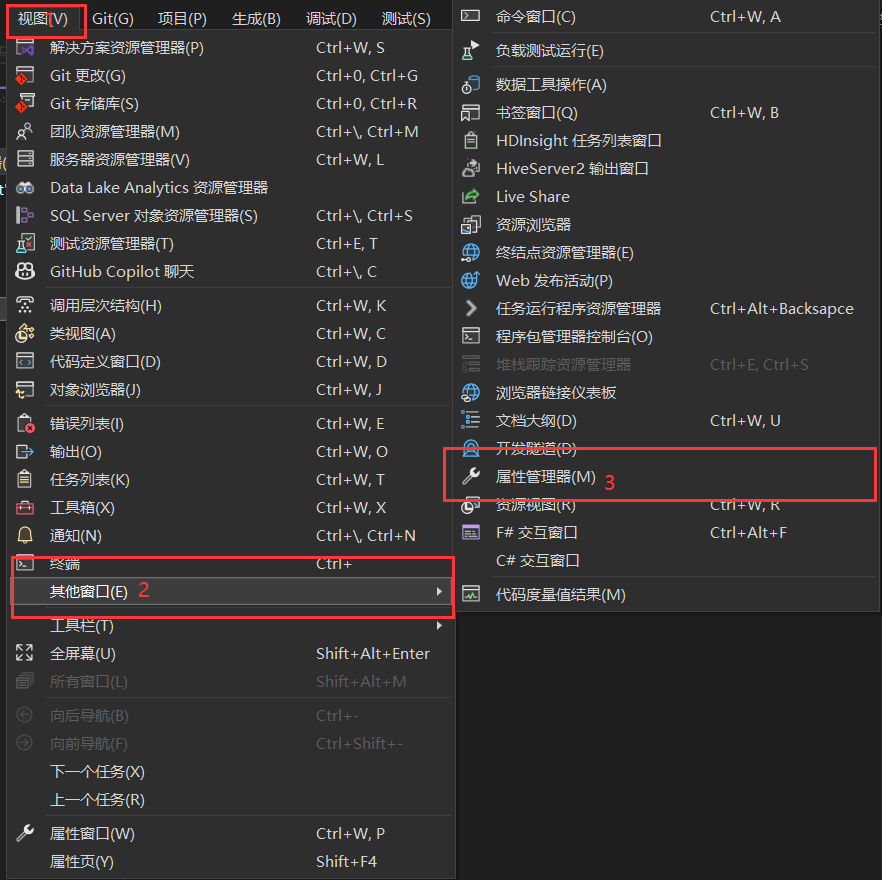 视图(V) Git(G) 项目(P) 生成(B) 调试(D) 测试(S)
1
解决方案资源管理器(P) Ctrl+W, S
Git 更改(G) Ctrl+0, Ctrl+G
Git 存储库(S) Ctrl+0, Ctrl+R
团队资源管理器(M) Ctrl+\, Ctrl+M
服务器资源管理器(V) Ctrl+W, L
Data Lake Analytics 资源管理器
SQL Server 对象资源管理器(S) Ctrl+\, Ctrl+S
测试资源管理器(T) Ctrl+E, T
GitHub Copilot 聊天 Ctrl+\, C
调用层次结构(H) Ctrl+W, K
类视图(A) Ctrl+W, C
代码定义窗口(D) Ctrl+W, D
对象浏览器(J) Ctrl+W, J
错误列表(I) Ctrl+W, E
输出(O) Ctrl+W, O
任务列表(K) Ctrl+W, T
工具箱(X) Ctrl+W, X
通知(N) Ctrl+\, Ctrl+N
终端 Ctrl+
其他窗口(E) 2
工具栏(T)
全屏幕(U) Shift+Alt+Enter
所有窗口(L) Shift+Alt+M
向后导航(B) Ctrl+-
向前导航(F) Ctrl+Shift+-
下一个任务(X)
上一个任务(R)
属性窗口(W) Ctrl+W, P
属性页(Y) Shift+F4
命令窗口(C) Ctrl+W, A
负载测试运行(E)
数据工具操作(A)
书签窗口(Q) Ctrl+W, B
HDInsight 任务列表窗口
HiveServer2 输出窗口
Live Share
资源浏览器
终结点资源管理器(E)
Web 发布活动(P)
任务运行程序资源管理器 Ctrl+Alt+Backsapce
程序包管理器控制台(O)
堆栈跟踪资源管理器 Ctrl+E, Ctrl+S
浏览器链接仪表板
文档大纲(D) Ctrl+W, U
开发隧道(D)
属性管理器(M) 3
资源视图(R) Ctrl+W, R
F# 交互窗口 Ctrl+Alt+F
C# 交互窗口
代码度量值结果(M)